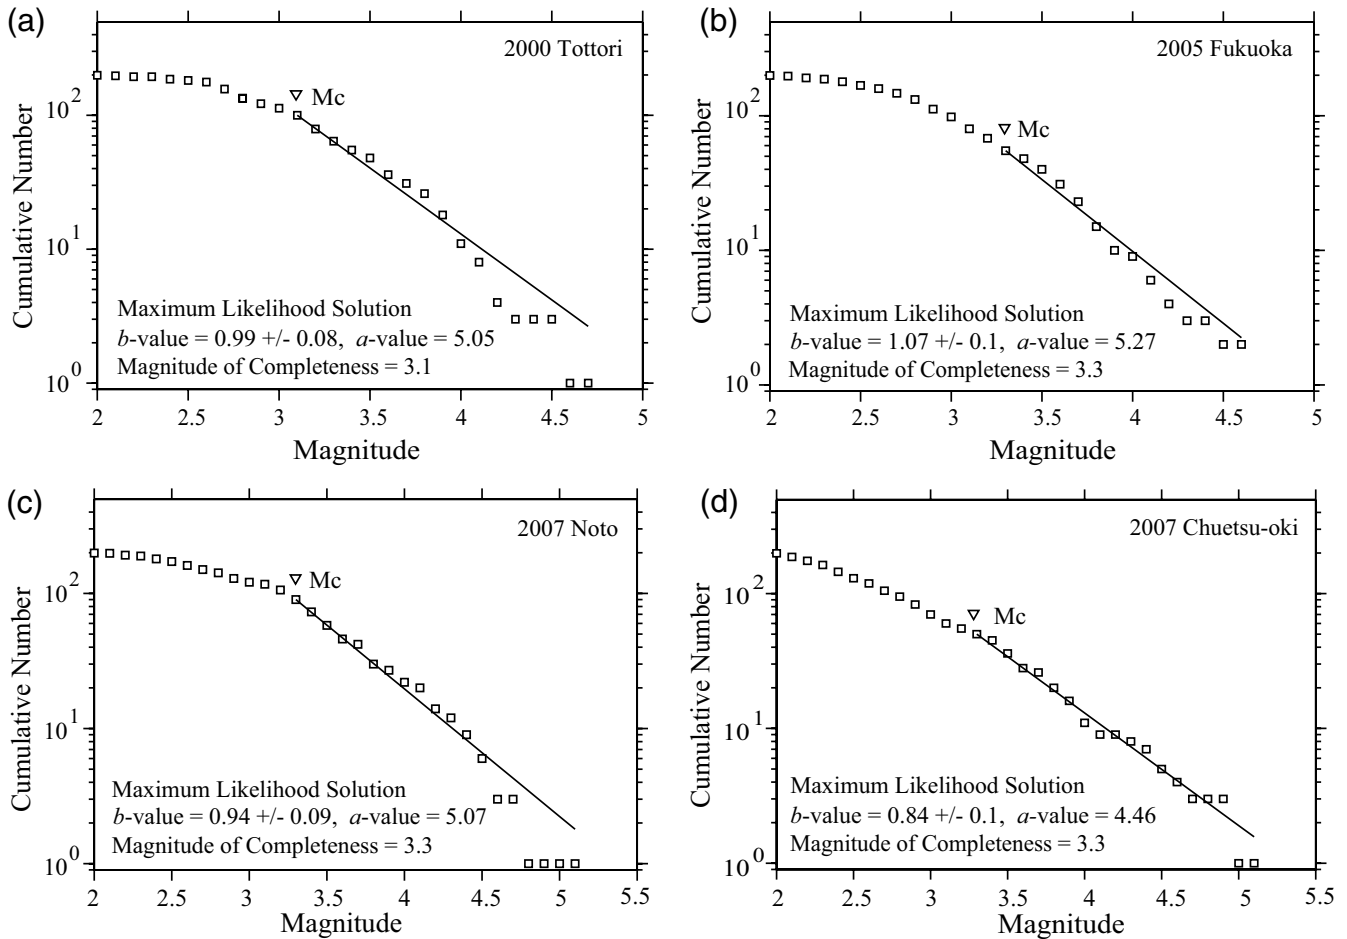 (a)
2000 Tottori
Mc
Cumulative Number
10^2
10^1
10^0
Maximum Likelihood Solution
b-value = 0.99 +/- 0.08, a-value = 5.05
Magnitude of Completeness = 3.1
2 2.5 3 3.5 4 4.5 5
Magnitude
(b)
2005 Fukuoka
Mc
Cumulative Number
10^2
10^1
10^0
Maximum Likelihood Solution
b-value = 1.07 +/- 0.1, a-value = 5.27
Magnitude of Completeness = 3.3
2 2.5 3 3.5 4 4.5 5
Magnitude
(c)
2007 Noto
Mc
Cumulative Number
10^2
10^1
10^0
Maximum Likelihood Solution
b-value = 0.94 +/- 0.09, a-value = 5.07
Magnitude of Completeness = 3.3
2 2.5 3 3.5 4 4.5 5 5.5
Magnitude
(d)
2007 Chuetsu-oki
Mc
Cumulative Number
10^2
10^1
10^0
Maximum Likelihood Solution
b-value = 0.84 +/- 0.1, a-value = 4.46
Magnitude of Completeness = 3.3
2 2.5 3 3.5 4 4.5 5 5.5
Magnitude